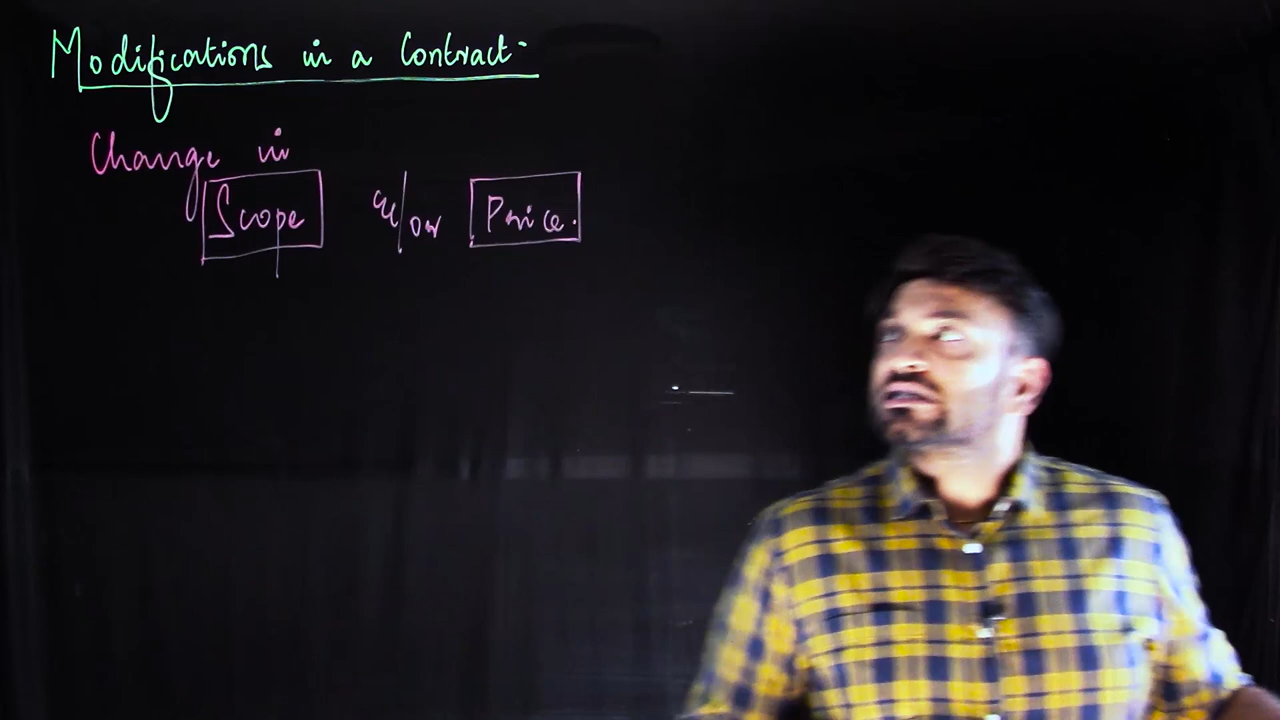 Modifications in a Contract-
Change in
Scope &/or Price.